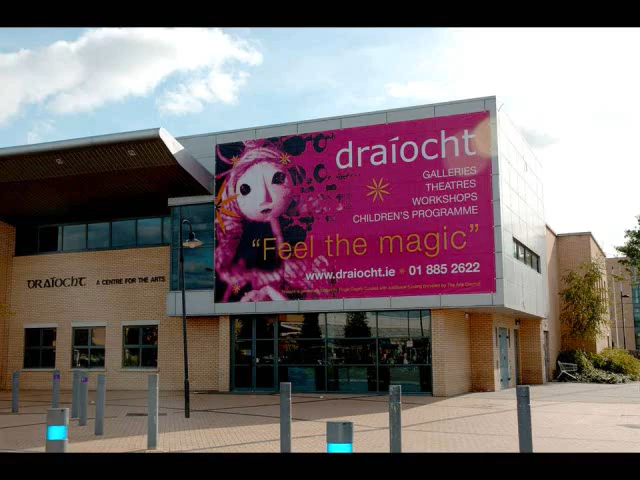 draíocht
GALLERIES
THEATRES
WORKSHOPS
CHILDREN'S PROGRAMME
"Feel the magic"
www.draiocht.ie * 01 885 2622
DRAÍOCHT A CENTRE FOR THE ARTS